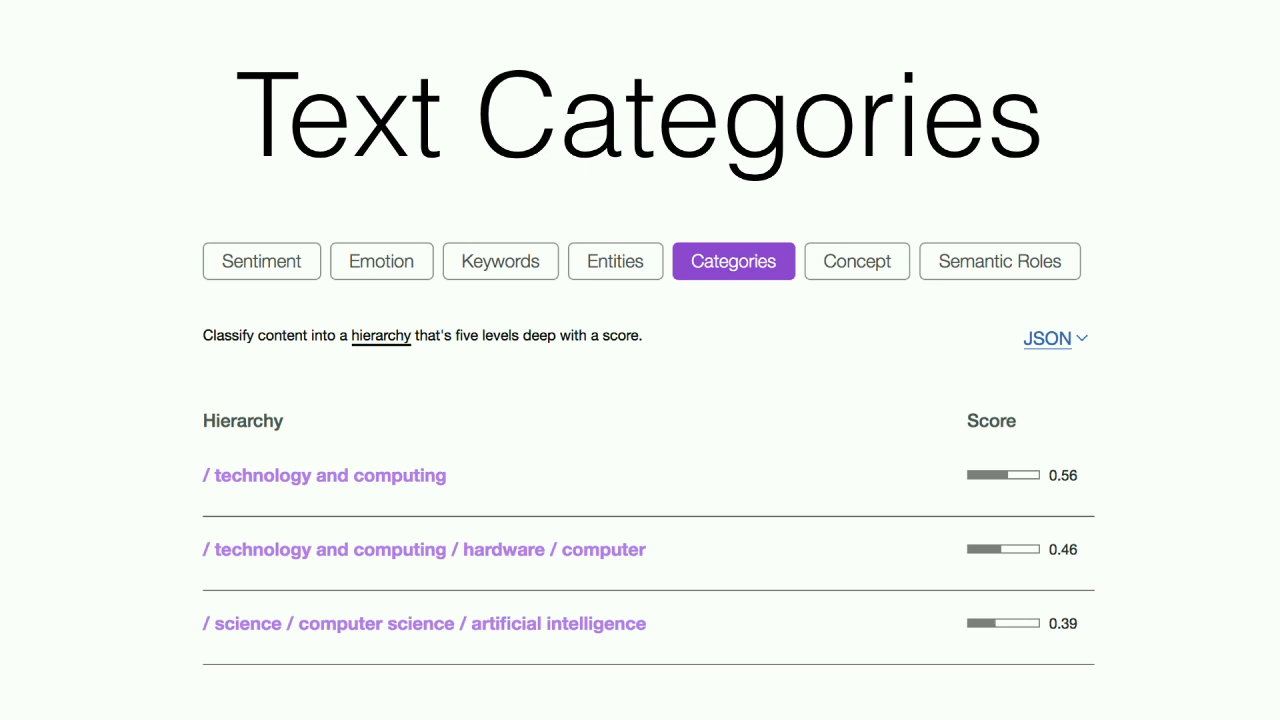 Text Categories
Sentiment Emotion Keywords Entities Categories Concept Semantic Roles
Classify content into a hierarchy that's five levels deep with a score. JSON
Hierarchy Score
/ technology and computing 0.56
/ technology and computing / hardware / computer 0.46
/ science / computer science / artificial intelligence 0.39